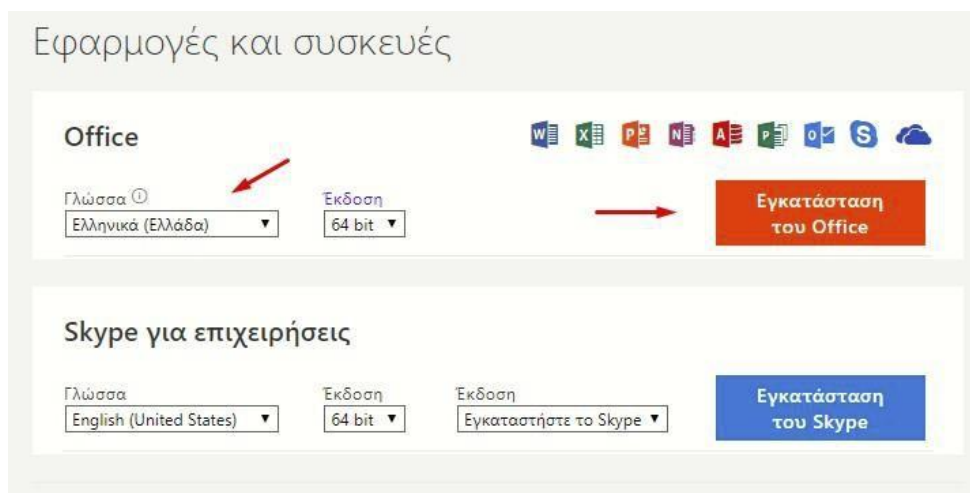 Εφαρμογές και συσκευές
Office
Γλώσσα
Έκδοση
Ελληνικά (Ελλάδα)
64 bit
Εγκατάσταση
του Office
Skype για επιχειρήσεις
Γλώσσα
Έκδοση
Έκδοση
English (United States)
64 bit
Εγκαταστήστε το Skype
Εγκατάσταση
του Skype